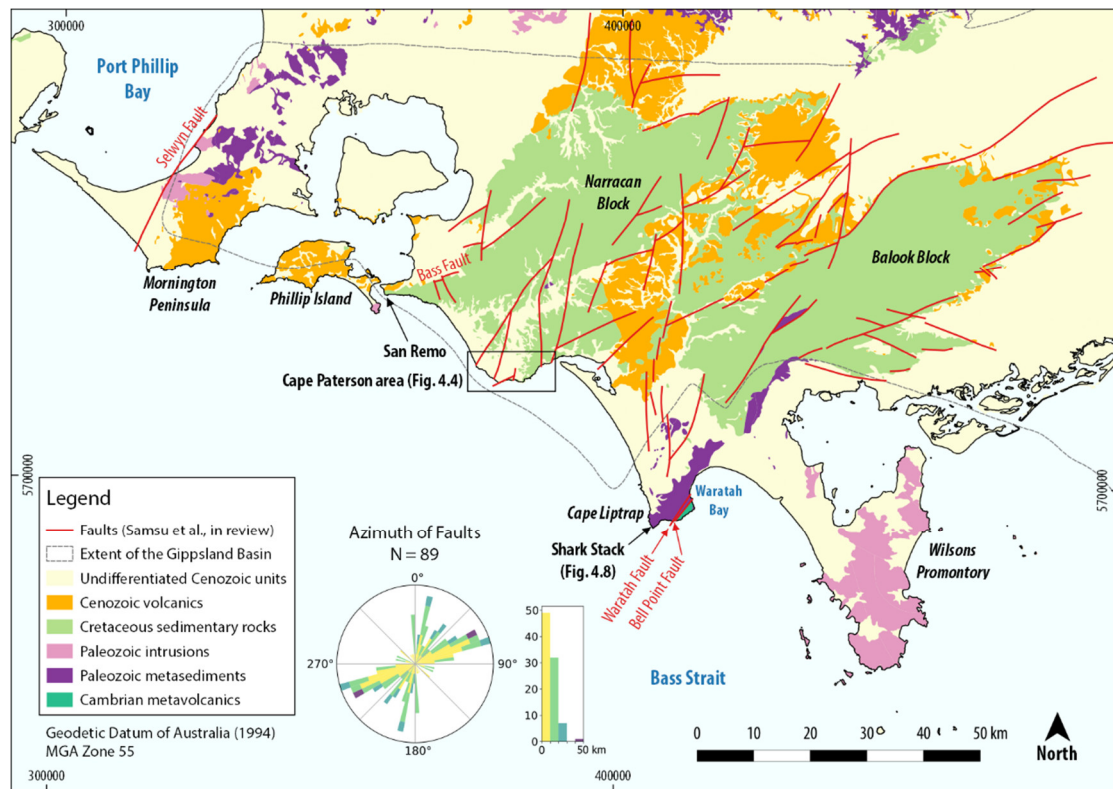 300000
400000
Port Phillip
Bay
Selwyn Fault
Narracan
Block
Balook Block
Bass Fault
Mornington
Peninsula
Phillip Island
San Remo
Cape Paterson area (Fig. 4.4)
5700000
5700000
Cape Liptrap
Waratah
Bay
Shark Stack
(Fig. 4.8)
Waratah Fault
Bell Point Fault
Wilsons
Promontory
Bass Strait
Legend
Faults (Samsu et al., in review)
Extent of the Gippsland Basin
Undifferentiated Cenozoic units
Cenozoic volcanics
Cretaceous sedimentary rocks
Paleozoic intrusions
Paleozoic metasediments
Cambrian metavolcanics
Geodetic Datum of Australia (1994)
MGA Zone 55
Azimuth of Faults
N = 89
0°
270°
90°
180°
50
40
30
20
10
0
0
50 km
0
10
20
30
40
50 km
North
300000
400000